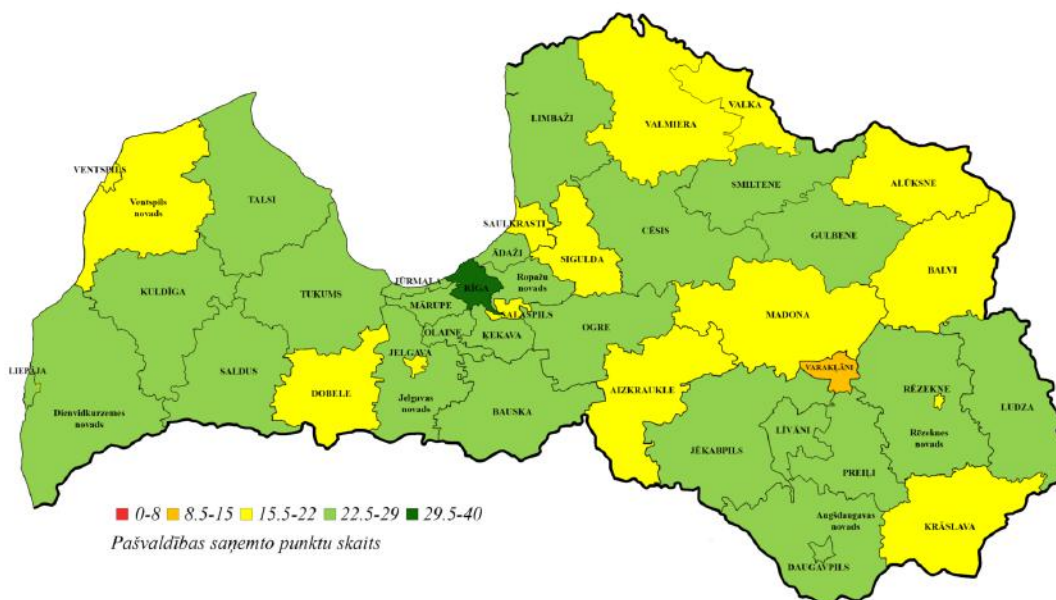 LIMBAŽI
VALMIERA
VALKA
VENTSPILS
Ventspils
novads
TALSI
SMILTENE
ALŪKSNE
SAULKRASTI
CĒSIS
GULBENE
ĀDAŽI
SIGULDA
BALVI
JŪRMALA
RĪGA
Ropažu
novads
KULDĪGA
TUKUMS
MĀRUPE
SALASPILS
MADONA
OLAINE
ĶEKAVA
OGRE
JELGAVA
LIEPĀJA
SALDUS
DOBELE
VARAKĻĀNI
AIZKRAUKLE
RĒZEKNE
LUDZA
Dienvidkurzemes
novads
Jelgavas
novads
BAUSKA
LĪVĀNI
Rēzeknes
novads
JĒKABPILS
PREIĻI
Augšdaugavas
novads
KRĀSLAVA
DAUGAVPILS
0-8 8.5-15 15.5-22 22.5-29 29.5-40
Pašvaldības saņemto punktu skaits